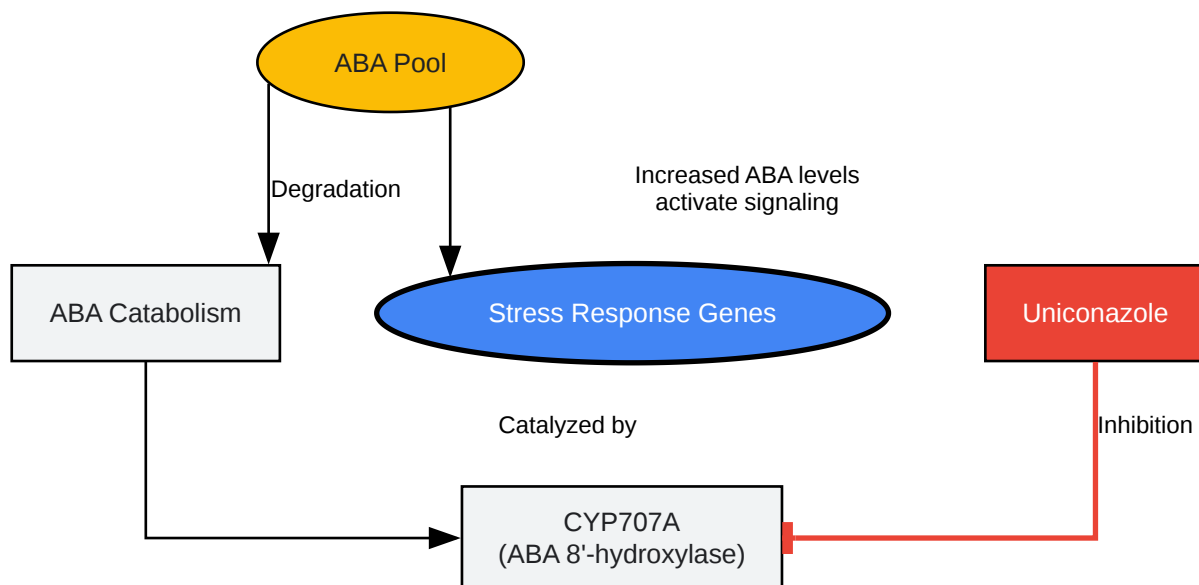 ABA Pool
Degradation
Increased ABA levels
activate signaling
ABA Catabolism
Stress Response Genes
Uniconazole
Catalyzed by
Inhibition
CYP707A
(ABA 8'-hydroxylase)